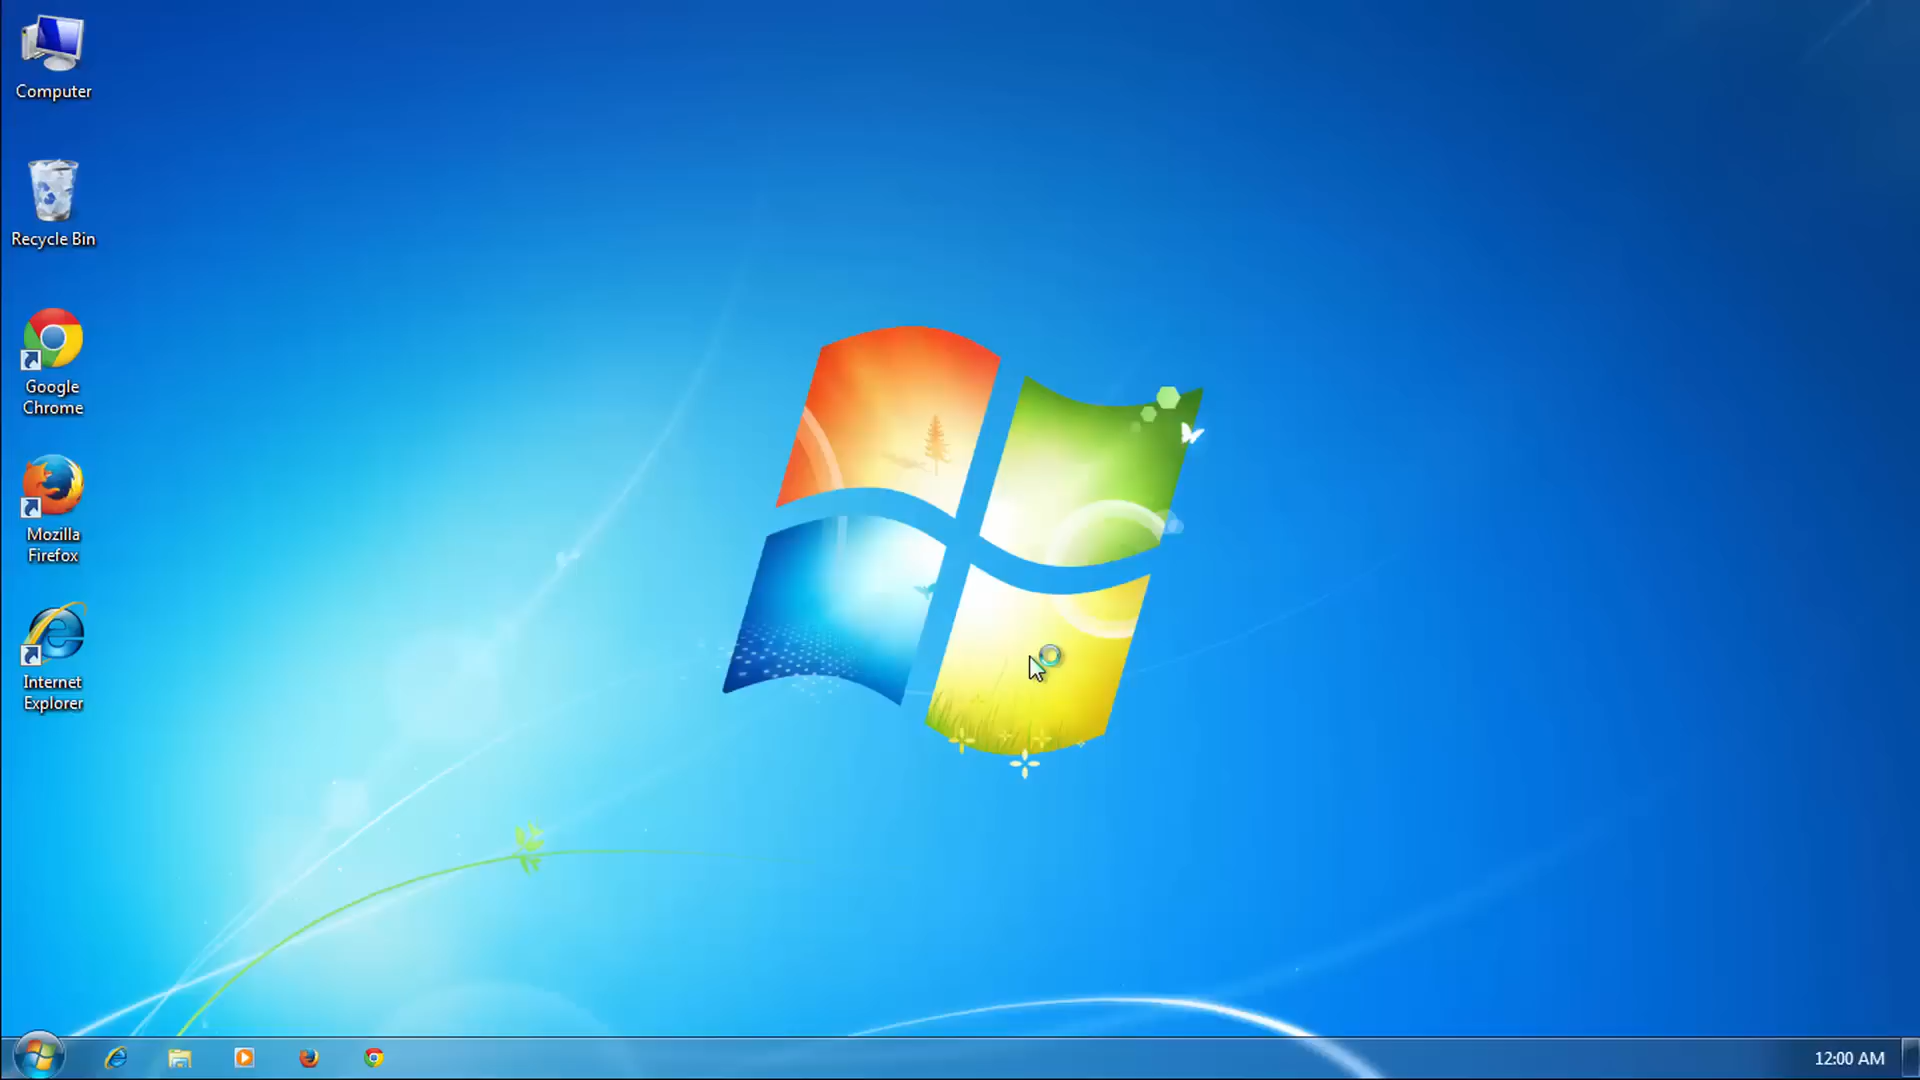 Computer
Recycle Bin
Google
Chrome
Mozilla
Firefox
Internet
Explorer
12:00 AM